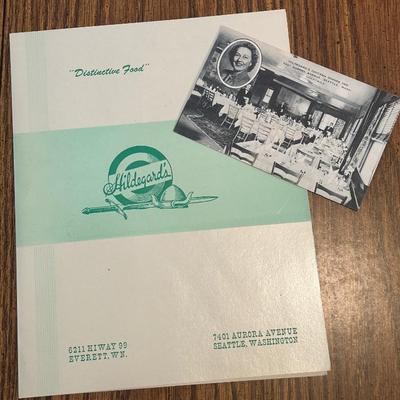 "Distinctive Food"
Hildegard's
6211 HIWAY 99
EVERETT, WN.
7401 AURORA AVENUE
SEATTLE, WASHINGTON